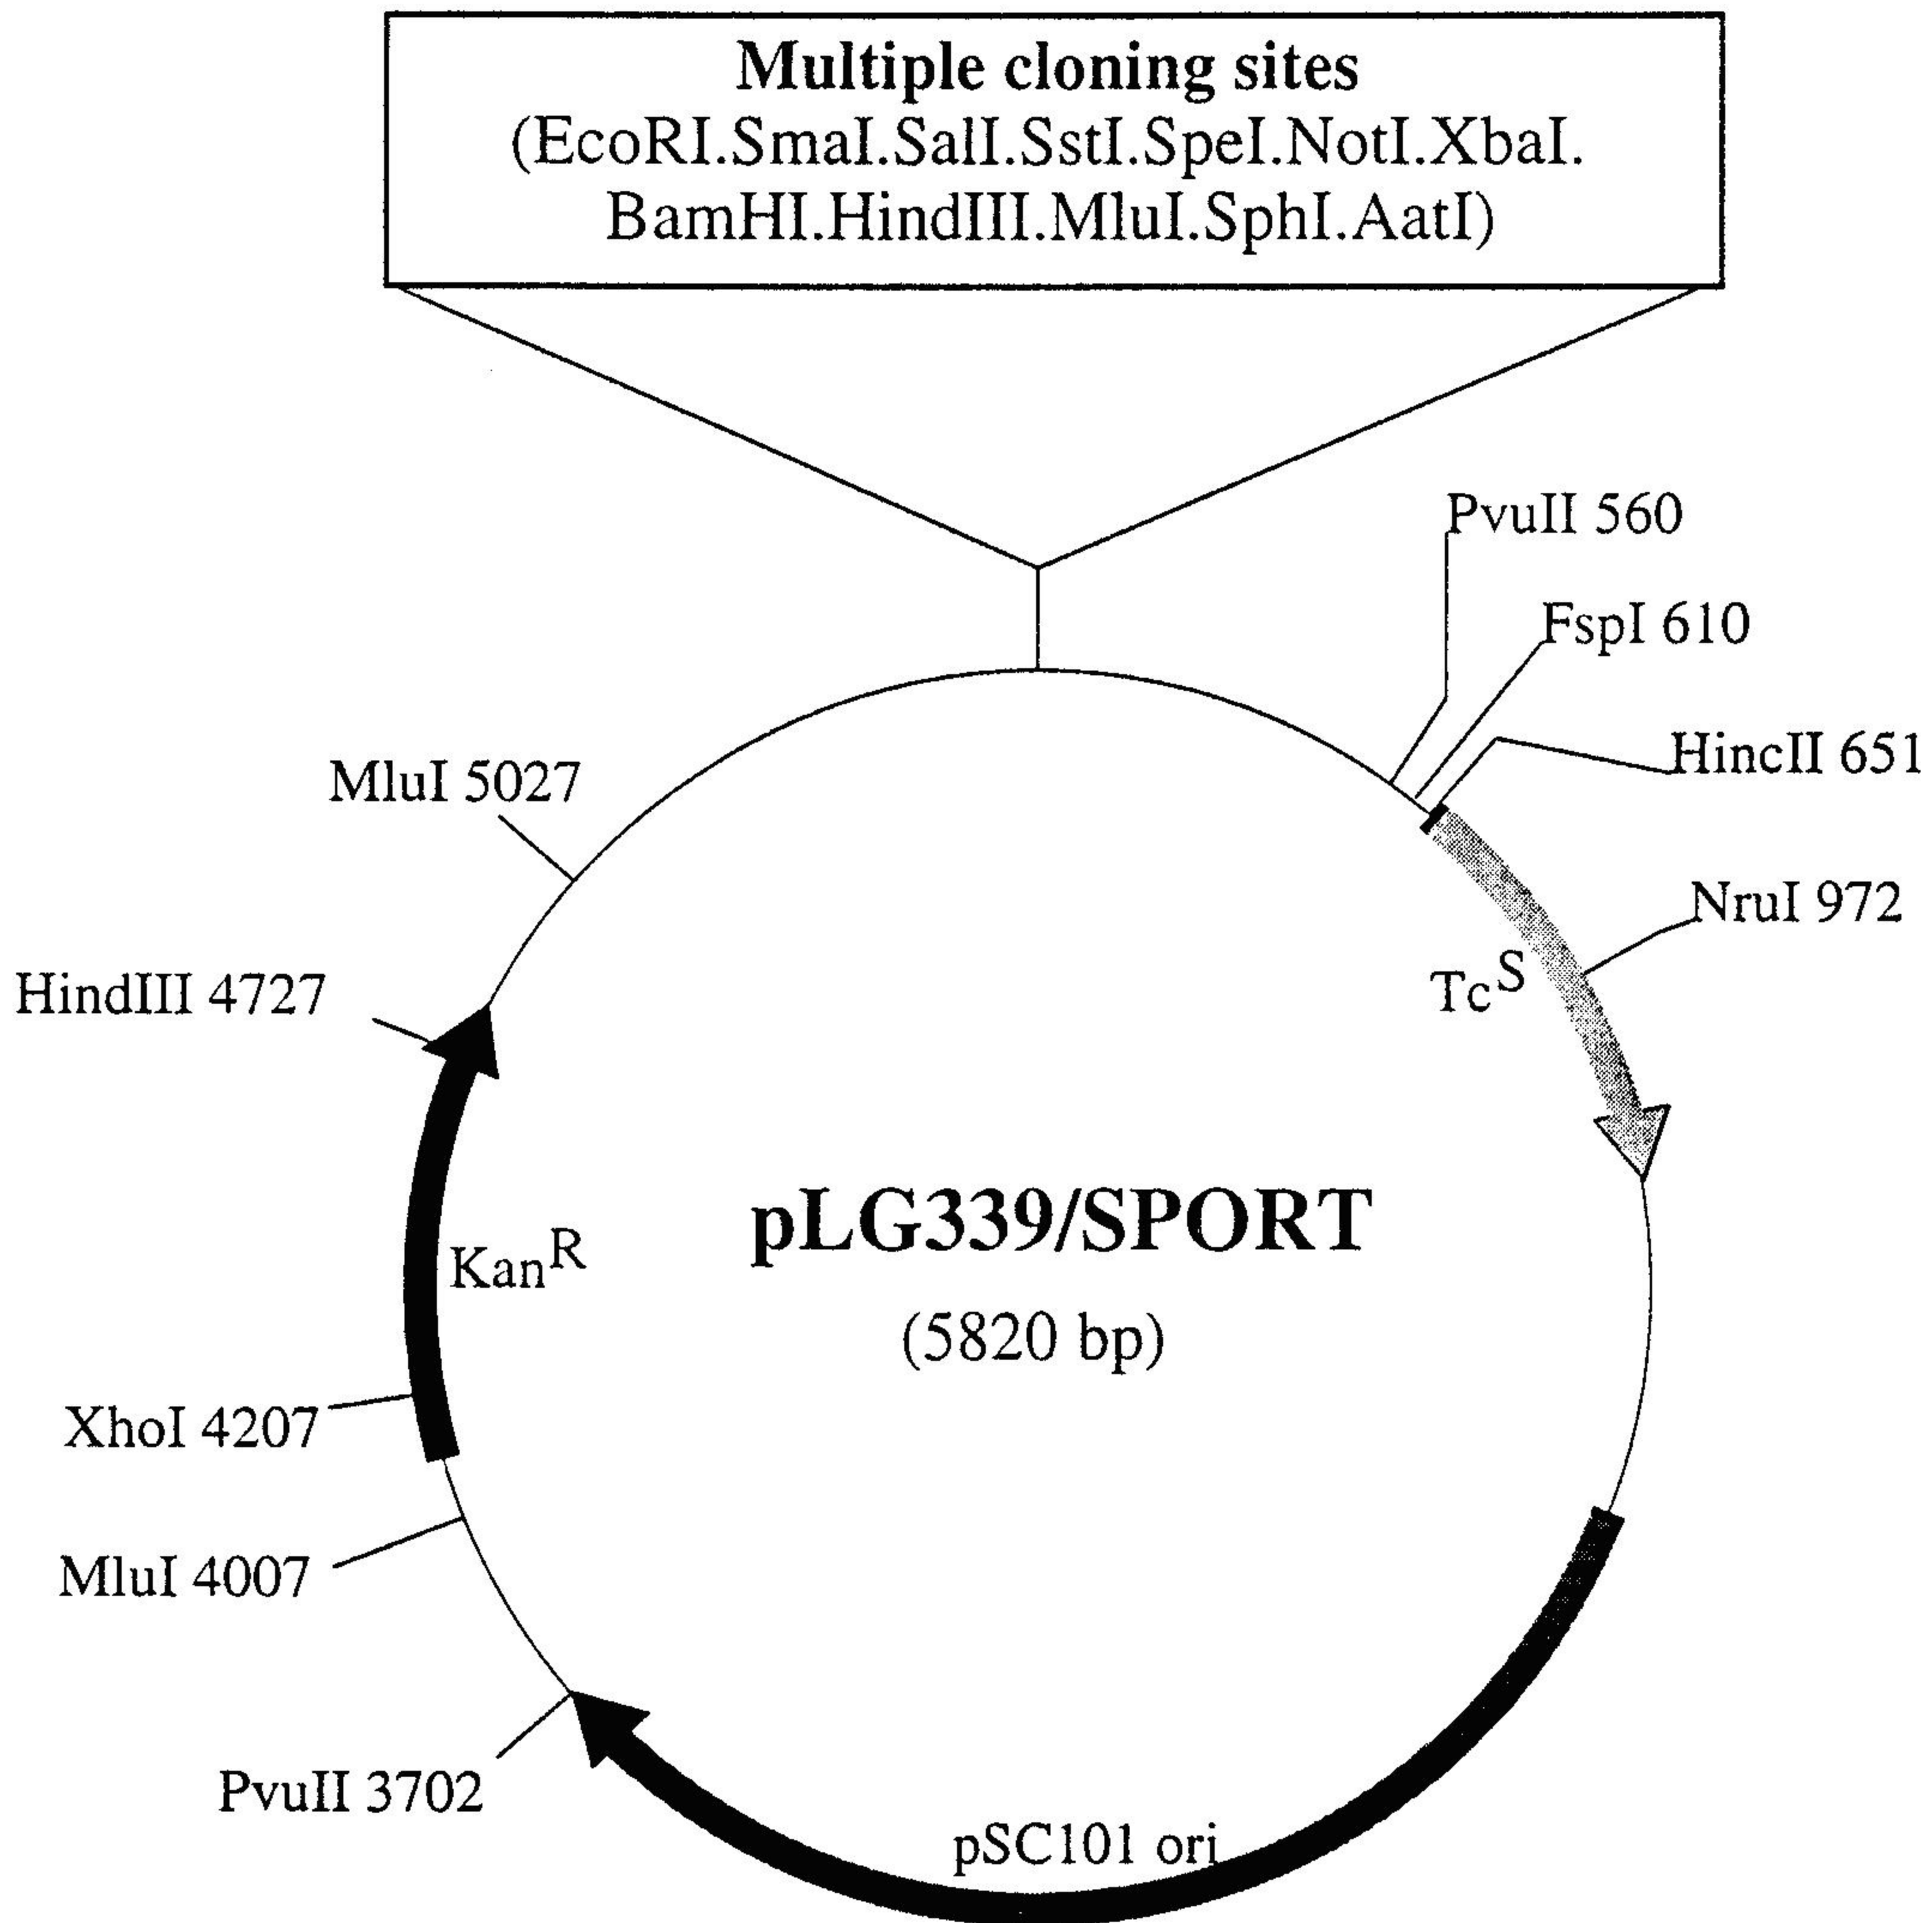 Multiple cloning sites
(EcoRI.SmaI.SalI.SstI.SpeI.NotI.XbaI.
BamHI.HindIII.MluI.SphI.AatI)
PvuII 560
FspI 610
HincII 651
MluI 5027
NruI 972
HindIII 4727
TcS
pLG339/SPORT
KanR
(5820 bp)
XhoI 4207
MluI 4007
PvuII 3702
pSC101 ori